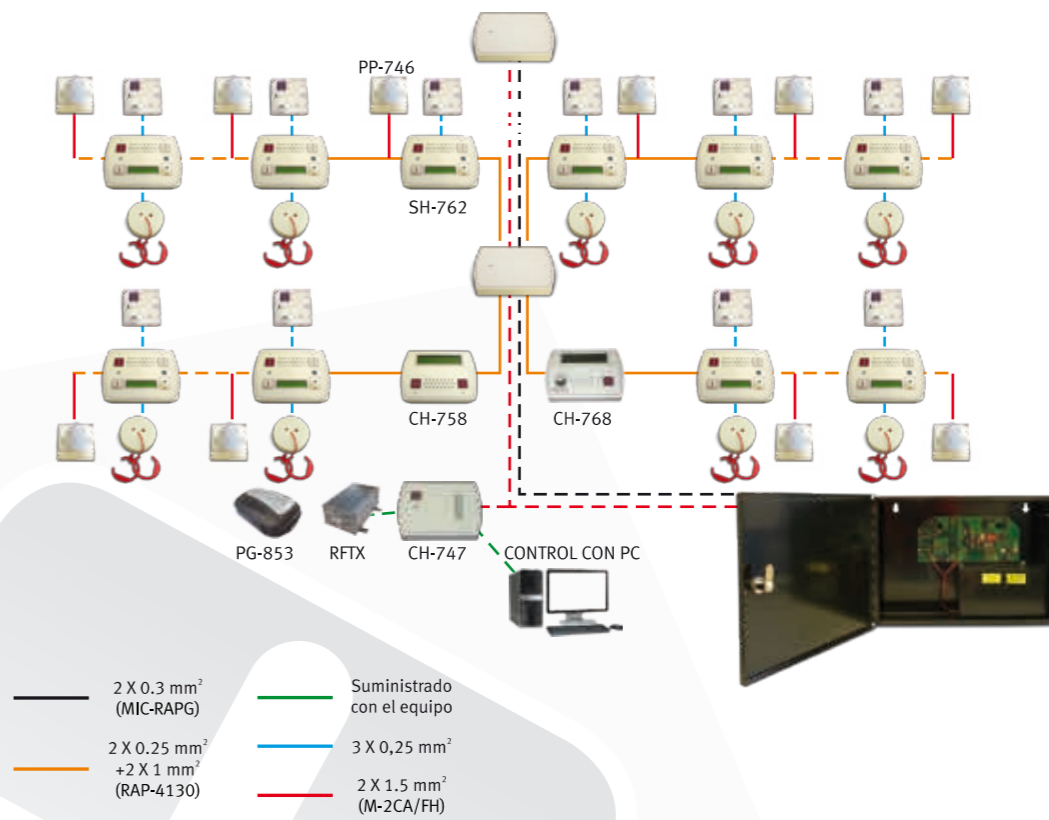 PP-746
SH-762
CH-758
CH-768
PG-853
RFTX
CH-747
CONTROL CON PC
2 X 0.3 mm²
(MIC-RAPG)
2 X 0.25 mm²
+2 X 1 mm²
(RAP-4130)
Suministrado
con el equipo
3 X 0,25 mm²
2 X 1.5 mm²
(M-2CA/FH)